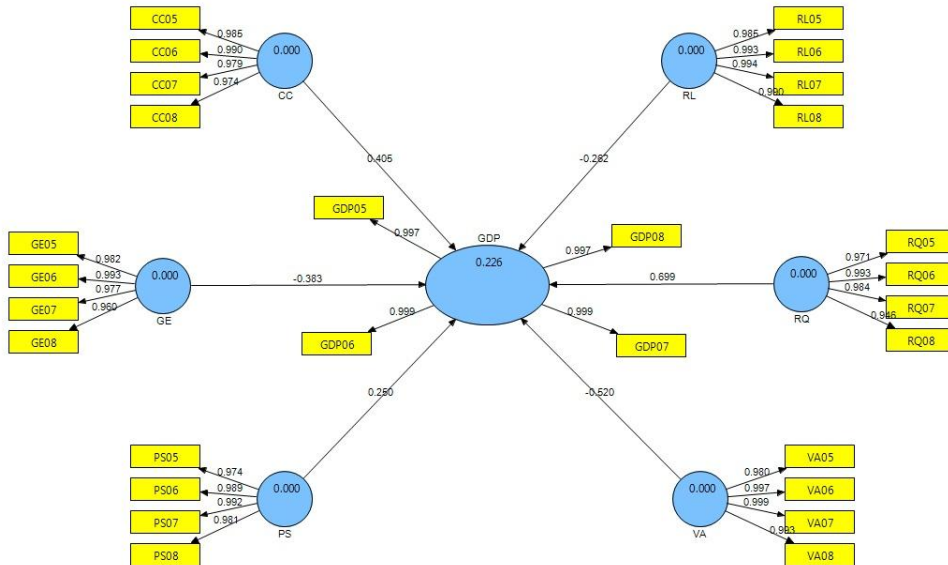 CC05
CC06
CC07
CC08
0.985
0.990
0.979
0.974
0.000
CC
RL05
RL06
RL07
RL08
0.985
0.993
0.994
0.990
0.000
RL
0.405
-0.262
GDP05
0.997
GDP
0.226
0.997
GDP08
GE05
GE06
GE07
GE08
0.982
0.993
0.977
0.960
0.000
GE
-0.383
0.699
RQ05
RQ06
RQ07
RQ08
0.971
0.993
0.984
0.946
0.000
RQ
GDP06
0.999
0.999
GDP07
0.250
-0.520
PS05
PS06
PS07
PS08
0.974
0.989
0.992
0.981
0.000
PS
VA05
VA06
VA07
VA08
0.980
0.997
0.999
0.993
0.000
VA